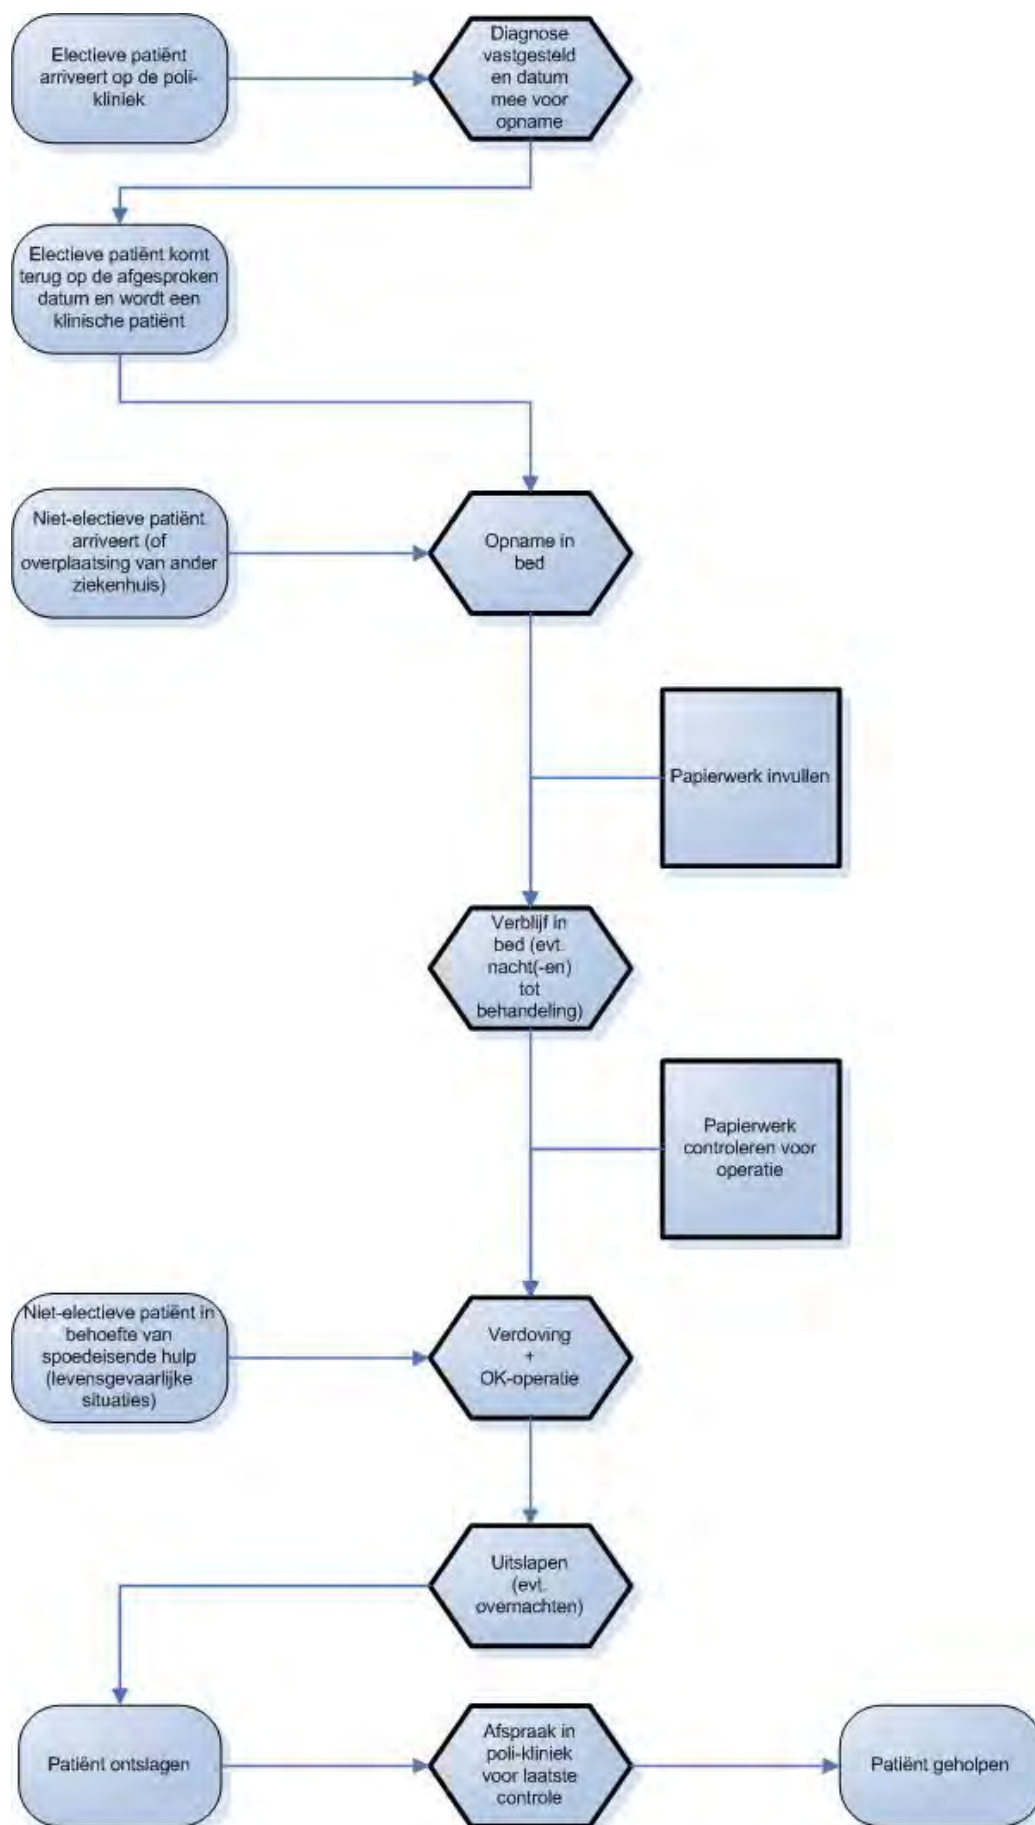 Electieve patiënt
arriveert op de poli-
kliniek
Diagnose
vastgesteld
en datum
mee voor
opname
Electieve patiënt komt
terug op de afgesproken
datum en wordt een
klinische patiënt
Niet-electieve patiënt
arriveert (of
overplaatsing van ander
ziekenhuis)
Opname in
bed
Papierwerk invullen
Verblijf in
bed (evt.
nacht(-en)
tot
behandeling)
Papierwerk
controleren voor
operatie
Niet-electieve patiënt in
behoefte van
spoedeisende hulp
(levensgevaarlijke
situaties)
Verdoving
+
OK-operatie
Uitslapen
(evt.
overnachten)
Patiënt ontslagen
Afspraak in
poli-kliniek
voor laatste
controle
Patiënt geholpen